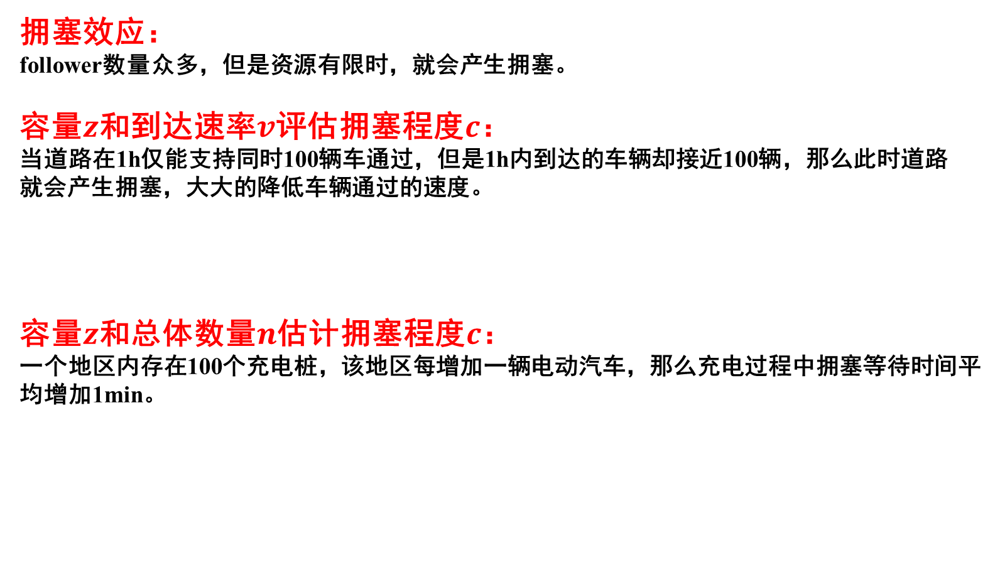 拥塞效应：
follower数量众多，但是资源有限时，就会产生拥塞。
容量z和到达速率v评估拥塞程度c：
当道路在1h仅能支持同时100辆车通过，但是1h内到达的车辆却接近100辆，那么此时道路
就会产生拥塞，大大的降低车辆通过的速度。
容量z和总体数量n估计拥塞程度c：
一个地区内存在100个充电桩，该地区每增加一辆电动汽车，那么充电过程中拥塞等待时间平
均增加1min。